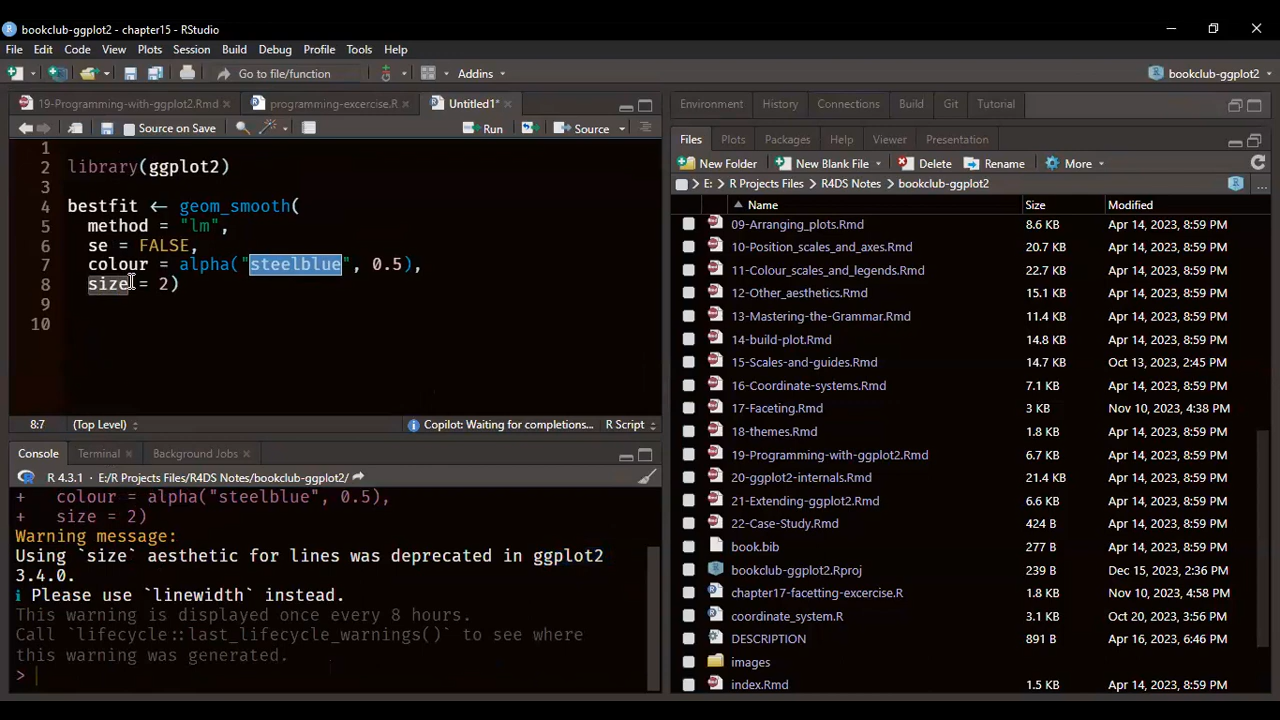 bookclub-ggplot2 - chapter15 - RStudio
File Edit Code View Plots Session Build Debug Profile Tools Help
Go to file/function Addins bookclub-ggplot2
19-Programming-with-ggplot2.Rmd programming-excercise.R Untitled1*
Source on Save Run Source
1
2 library(ggplot2)
3
4 bestfit <- geom_smooth(
5 method = "lm",
6 se = FALSE,
7 colour = alpha("steelblue", 0.5),
8 size = 2)
9
10
8:7 (Top Level) Copilot: Waiting for completions... R Script
Console Terminal Background Jobs
R 4.3.1 · E:/R Projects Files/R4DS Notes/bookclub-ggplot2/
+ colour = alpha("steelblue", 0.5),
+ size = 2)
Warning message:
Using `size` aesthetic for lines was deprecated in ggplot2
3.4.0.
ℹ Please use `linewidth` instead.
This warning is displayed once every 8 hours.
Call `lifecycle::last_lifecycle_warnings()` to see where
this warning was generated.
>
Environment History Connections Build Git Tutorial
Files Plots Packages Help Viewer Presentation
New Folder New Blank File Delete Rename More
E: R Projects Files R4DS Notes bookclub-ggplot2 ...
Name Size Modified
09-Arranging_plots.Rmd 8.6 KB Apr 14, 2023, 8:59 PM
10-Position_scales_and_axes.Rmd 20.7 KB Apr 14, 2023, 8:59 PM
11-Colour_scales_and_legends.Rmd 22.2 KB Apr 14, 2023, 8:59 PM
12-Other_aesthetics.Rmd 15.1 KB Apr 14, 2023, 8:59 PM
13-Mastering-the-Grammar.Rmd 11.4 KB Apr 14, 2023, 8:59 PM
14-build-plot.Rmd 14.8 KB Apr 14, 2023, 8:59 PM
15-Scales-and-guides.Rmd 14.7 KB Oct 13, 2023, 2:45 PM
16-Coordinate-systems.Rmd 7.1 KB Apr 14, 2023, 8:59 PM
17-Faceting.Rmd 3 KB Nov 10, 2023, 4:38 PM
18-themes.Rmd 1.8 KB Apr 14, 2023, 8:59 PM
19-Programming-with-ggplot2.Rmd 6.7 KB Apr 14, 2023, 8:59 PM
20-ggplot2-internals.Rmd 21.4 KB Apr 14, 2023, 8:59 PM
21-Extending-ggplot2.Rmd 6.6 KB Apr 14, 2023, 8:59 PM
22-Case-Study.Rmd 424 B Apr 14, 2023, 8:59 PM
book.bib 277 B Apr 14, 2023, 8:59 PM
bookclub-ggplot2.Rproj 239 B Dec 15, 2023, 2:36 PM
chapter17-facetting-excercise.R 1.8 KB Nov 10, 2023, 4:58 PM
coordinate_system.R 3.1 KB Oct 20, 2023, 3:56 PM
DESCRIPTION 891 B Apr 16, 2023, 6:46 PM
images
index.Rmd 1.5 KB Apr 14, 2023, 8:59 PM